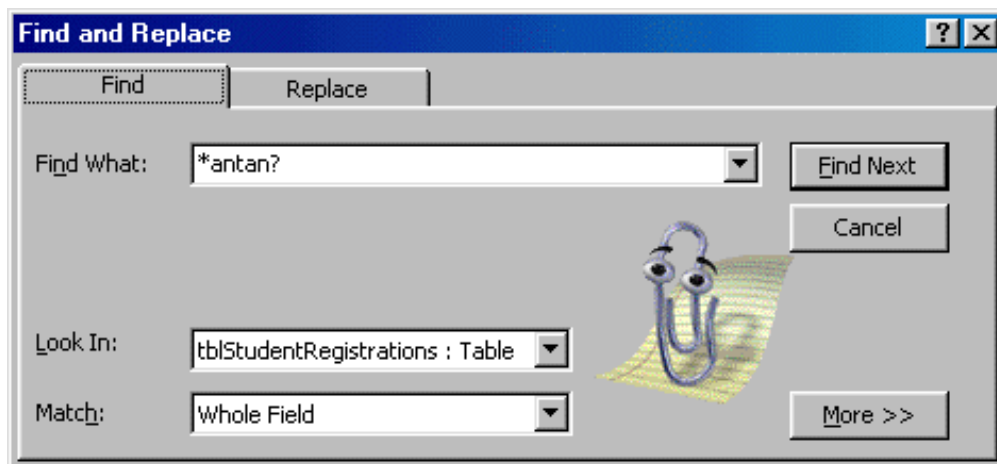 Find and Replace
Find Replace
Find What: *antan? Find Next
Cancel
Look In: tblStudentRegistrations : Table
Match: Whole Field More >>